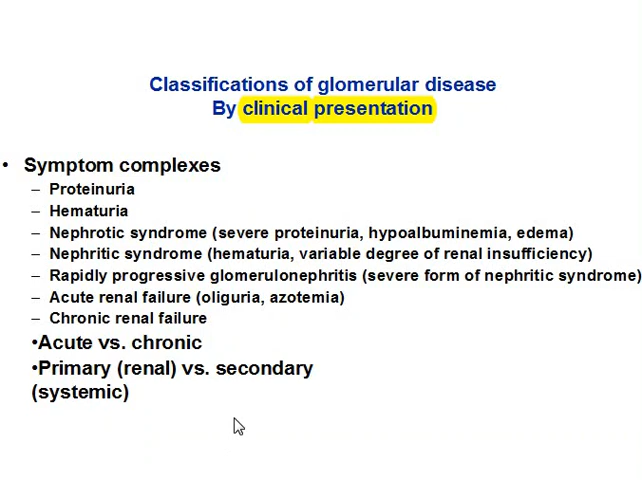 Classifications of glomerular disease
By clinical presentation
• Symptom complexes
– Proteinuria
– Hematuria
– Nephrotic syndrome (severe proteinuria, hypoalbuminemia, edema)
– Nephritic syndrome (hematuria, variable degree of renal insufficiency)
– Rapidly progressive glomerulonephritis (severe form of nephritic syndrome)
– Acute renal failure (oliguria, azotemia)
– Chronic renal failure
•Acute vs. chronic
•Primary (renal) vs. secondary
(systemic)